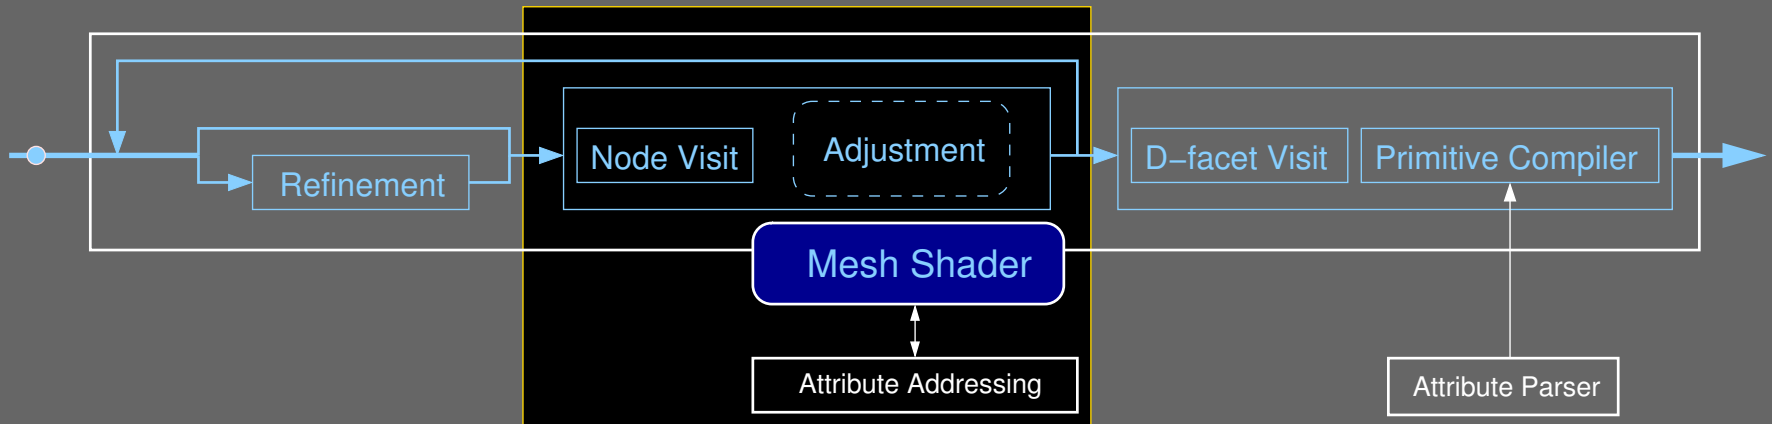 Refinement
Node Visit
Adjustment
D−facet Visit
Primitive Compiler
Mesh Shader
Attribute Addressing
Attribute Parser